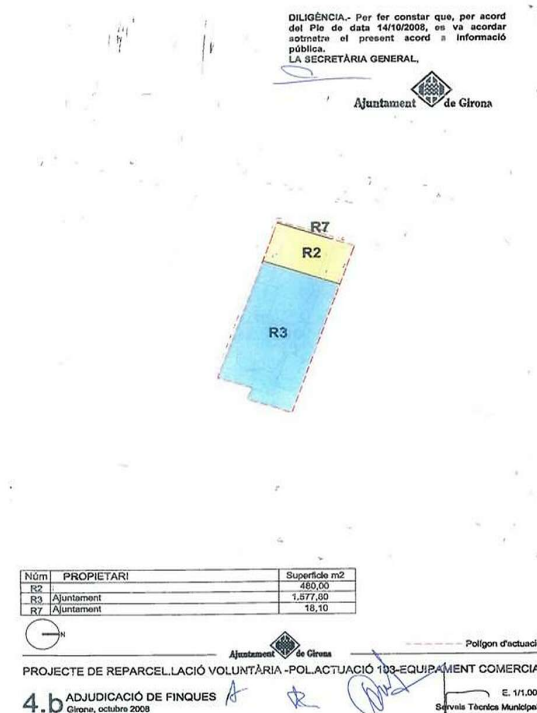 DILIGÈNCIA.- Per fer constar que, per acord
del Ple de data 14/10/2008, es va acordar
sotmetre el present acord a informació
pública.
LA SECRETÀRIA GENERAL,
Ajuntament de Girona
R7
R2
R3
Núm PROPIETARI Superfície m2
R2 480,00
R3 Ajuntament 1.577,80
R7 Ajuntament 18,10
N
Ajuntament de Girona
Polígon d'actuació
PROJECTE DE REPARCEL.LACIÓ VOLUNTÀRIA -POL.ACTUACIÓ 103-EQUIPAMENT COMERCIA
4.b ADJUDICACIÓ DE FINQUES
Girona, octubre 2008
E. 1/1.00
Serveis Tècnics Municipa